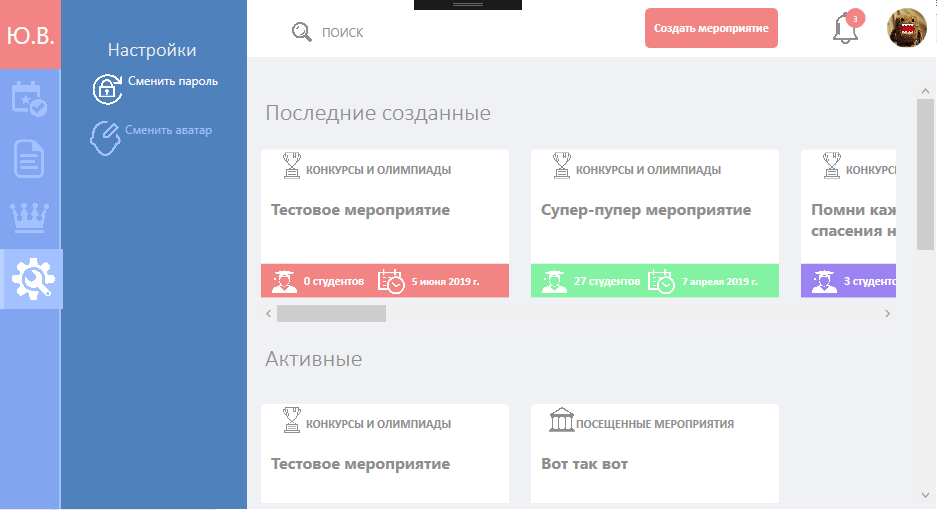 Ю.В.
Настройки
Сменить пароль
Сменить аватар
ПОИСК
Создать мероприятие
3
Последние созданные
КОНКУРСЫ И ОЛИМПИАДЫ
Тестовое мероприятие
0 студентов
5 июня 2019 г.
КОНКУРСЫ И ОЛИМПИАДЫ
Супер-пупер мероприятие
27 студентов
7 апреля 2019 г.
КОНКУРС
Помни каж
спасения н
3 студенто
Активные
КОНКУРСЫ И ОЛИМПИАДЫ
Тестовое мероприятие
ПОСЕЩЕННЫЕ МЕРОПРИЯТИЯ
Вот так вот